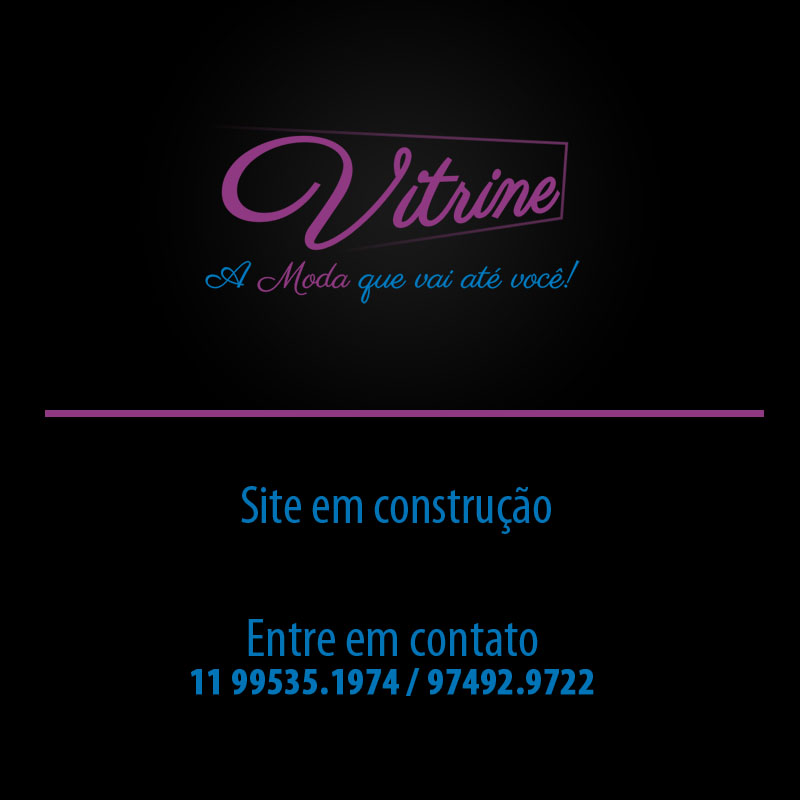 Vitrine
A Moda que vai até você!
Site em construção
Entre em contato
11 99535.1974 / 97492.9722